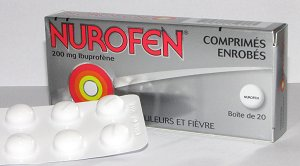 NUROFEN
200 mg Ibuprofène
COMPRIMÉS
ENROBÉS
NUROFEN
ULEURS ET FIÈVRE
Boîte de 20